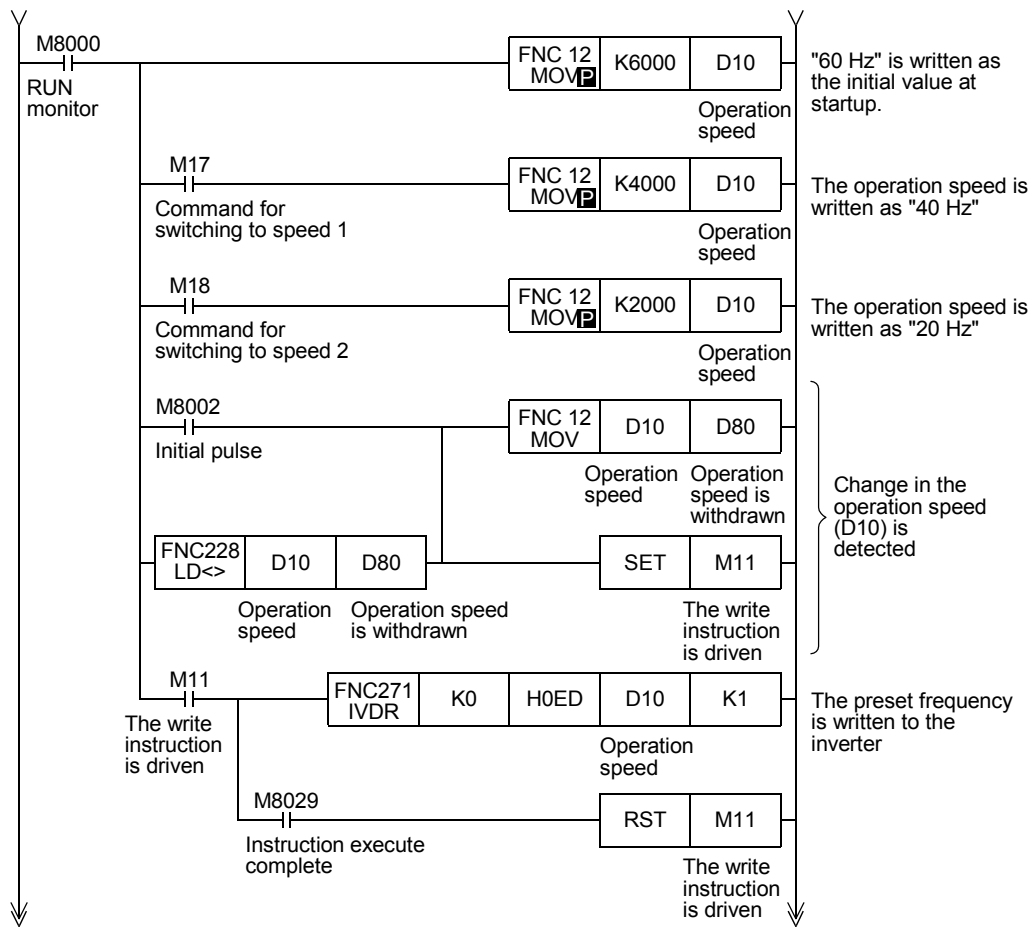 M8000
RUN
monitor
FNC 12
MOVP K6000 D10
Operation
speed
"60 Hz" is written as
the initial value at
startup.
M17
Command for
switching to speed 1
FNC 12
MOVP K4000 D10
Operation
speed
The operation speed is
written as "40 Hz"
M18
Command for
switching to speed 2
FNC 12
MOVP K2000 D10
Operation
speed
The operation speed is
written as "20 Hz"
M8002
Initial pulse
FNC 12
MOV D10 D80
Operation
speed
Operation
speed is
withdrawn
Change in the
operation speed
(D10) is
detected
FNC228
LD<> D10 D80
Operation
speed
Operation speed
is withdrawn
SET M11
The write
instruction
is driven
M11
The write
instruction
is driven
FNC271
IVDR K0 H0ED D10 K1
Operation
speed
The preset frequency
is written to the
inverter
M8029
Instruction execute
complete
RST M11
The write
instruction
is driven